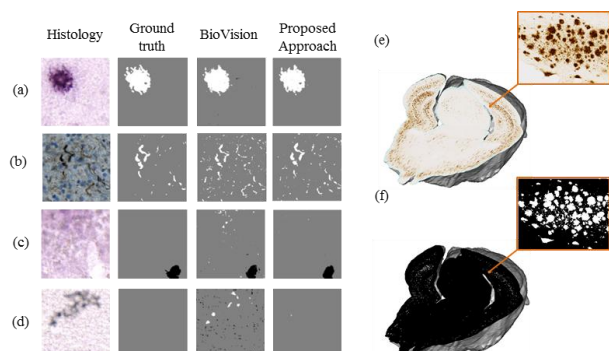 Histology
Ground
truth
BioVision
Proposed
Approach
(a)
(b)
(c)
(d)
(e)
(f)